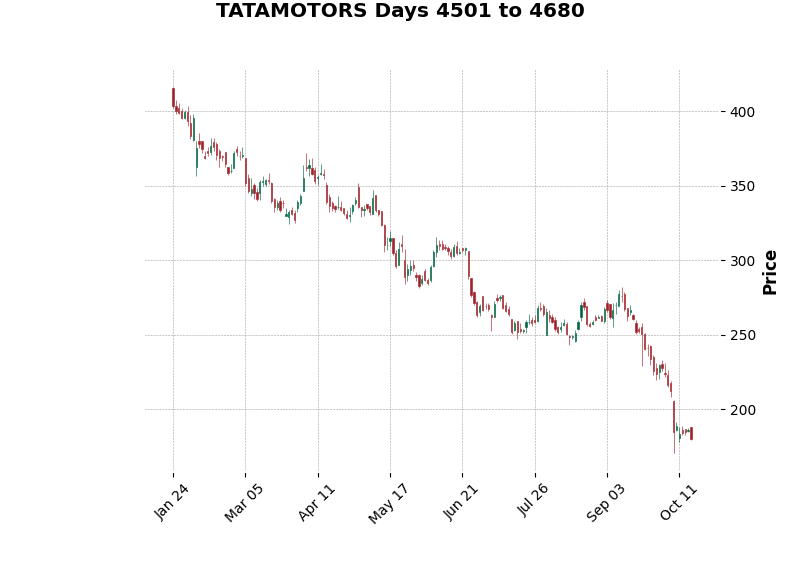 TATAMOTORS Days 4501 to 4680
400
350
300
250
200
Price
Jan 24
Mar 05
Apr 11
May 17
Jun 21
Jul 26
Sep 03
Oct 11